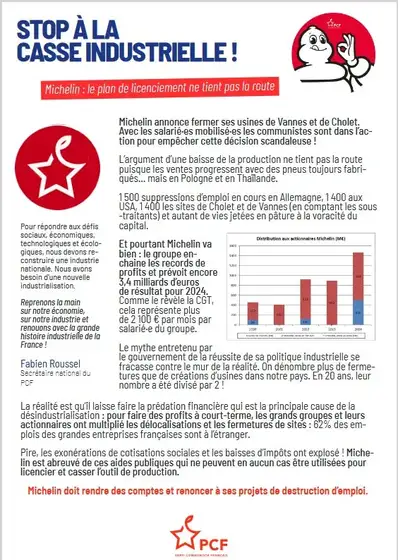 STOP À LA
CASSE INDUSTRIELLE !
PCF
Michelin : le plan de licenciement ne tient pas la route
Michelin annonce fermer ses usines de Vannes et de Cholet.
Avec les salarié·es mobilisé·es les communistes sont dans l'ac-
tion pour empêcher cette décision scandaleuse !
L'argument d'une baisse de la production ne tient pas la route
puisque les ventes progressent avec des pneus toujours fabri-
qués... mais en Pologne et en Thaïlande.
1 500 suppressions d'emploi en cours en Allemagne, 1 400 aux
USA, 1 400 les sites de Cholet et de Vannes (en comptant les sous
-traitants) et autant de vies jetées en pâture à la voracité du
capital.
Pour répondre aux défis
sociaux, économiques,
technologiques et écolo-
giques, nous devons re-
construire une industrie
nationale. Nous avons
besoin d'une nouvelle
industrialisation.
Reprenons la main
sur notre économie,
sur notre industrie et
renouons avec la grande
histoire industrielle de la
France !
Fabien Roussel
Secrétaire national du
PCF
Et pourtant Michelin va
bien : le groupe en-
chaîne les records de
profits et prévoit encore
3,4 milliards d'euros
de résultat pour 2024.
Comme le révèle la CGT,
cela représente plus
de 2 100 € par mois par
salarié·e du groupe.
Distribution aux actionnaires Michelin (M€)
Le mythe entretenu par
le gouvernement de la réussite de sa politique industrielle se
fracasse contre le mur de la réalité. On dénombre plus de ferme-
tures que de créations d'usines dans notre pays. En 20 ans, leur
nombre a été divisé par 2 !
La réalité est qu'il laisse faire la prédation financière qui est la principale cause de la
désindustrialisation : pour faire des profits à court-terme, les grands groupes et leurs
actionnaires ont multiplié les délocalisations et les fermetures de sites : 62% des em-
plois des grandes entreprises françaises sont à l'étranger.
Pire, les exonérations de cotisations sociales et les baisses d'impôts ont explosé ! Miche-
lin est abreuvé de ces aides publiques qui ne peuvent en aucun cas être utilisées pour
licencier et casser l'outil de production.
Michelin doit rendre des comptes et renoncer à ses projets de destruction d'emploi.
PCF
PARTI COMMUNISTE FRANÇAIS